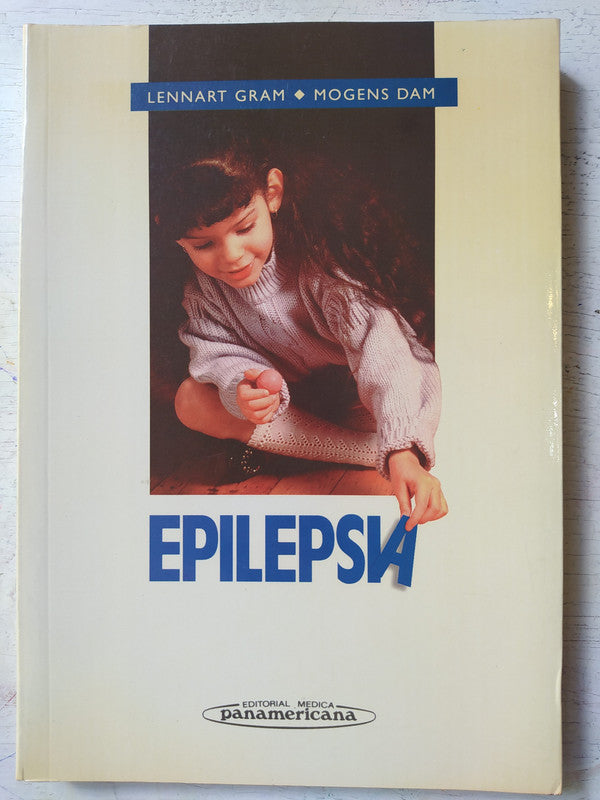 LENNART GRAM ◆ MOGENS DAM
EPILEPSIA
EDITORIAL MEDICA
panamericana